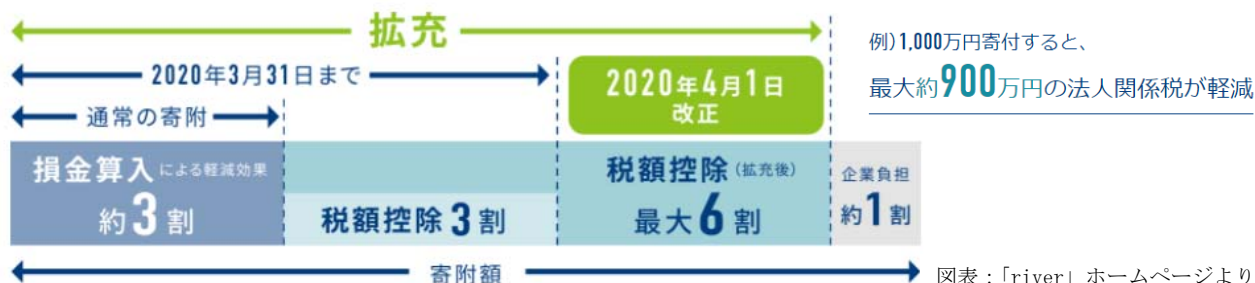 拡充
例)1,000万円寄付すると、
2020年3月31日まで
2020年4月1日
改正
最大約900万円の法人関係税が軽減
通常の寄附
損金算入による軽減効果
約3割
税額控除3割
税額控除(拡充後)
最大6割
企業負担
約1割
寄附額
図表:「river」ホームページより